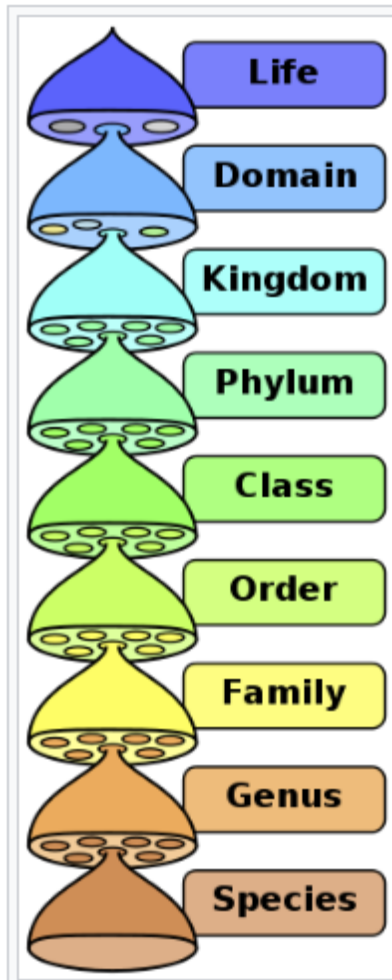 Life
Domain
Kingdom
Phylum
Class
Order
Family
Genus
Species